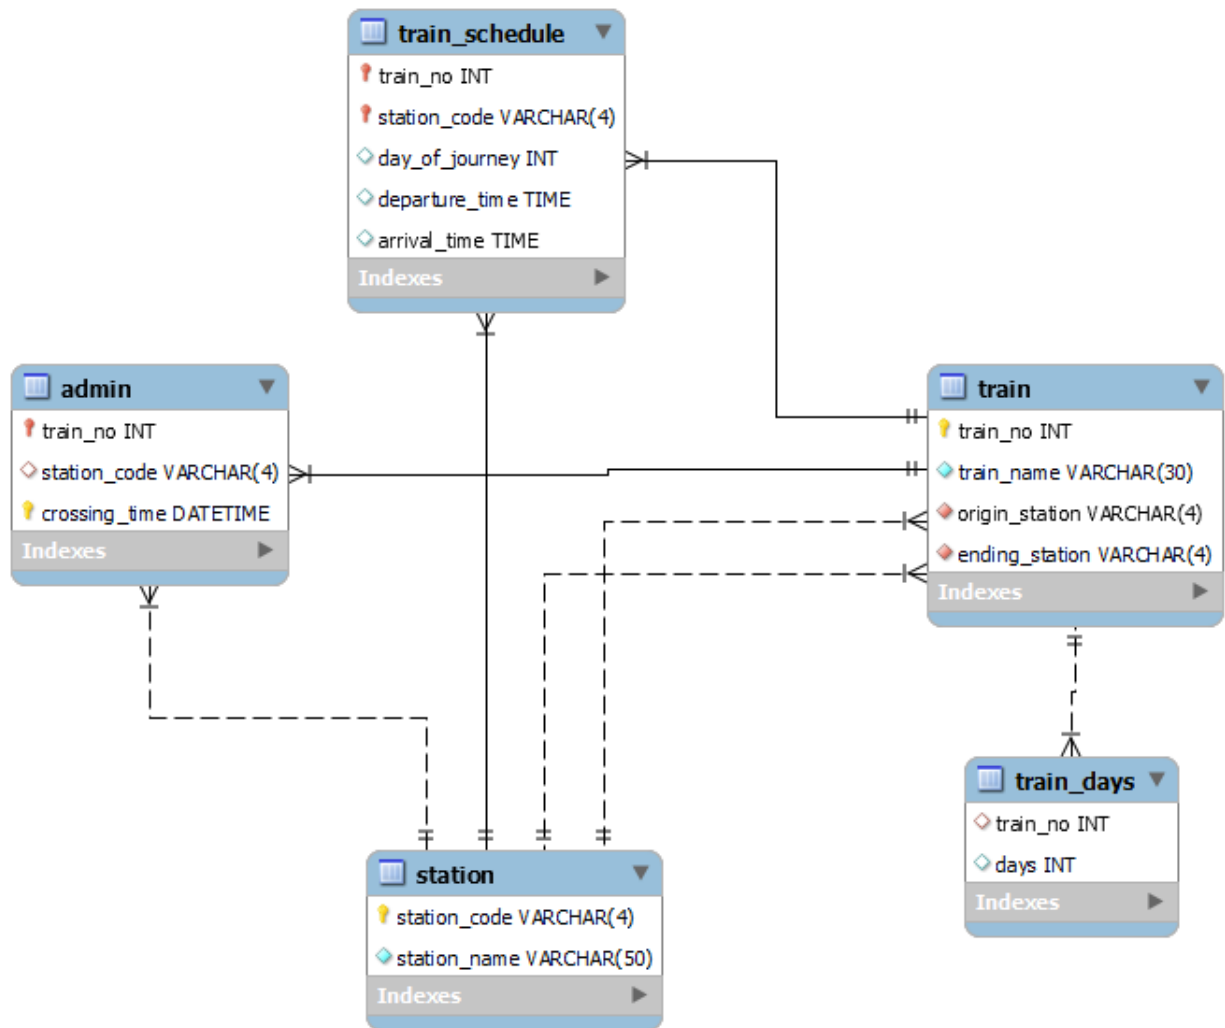 train_schedule
train_no INT
station_code VARCHAR(4)
day_of_journey INT
departure_time TIME
arrival_time TIME
Indexes
admin
train_no INT
station_code VARCHAR(4)
crossing_time DATETIME
Indexes
train
train_no INT
train_name VARCHAR(30)
origin_station VARCHAR(4)
ending_station VARCHAR(4)
Indexes
train_days
train_no INT
days INT
Indexes
station
station_code VARCHAR(4)
station_name VARCHAR(50)
Indexes